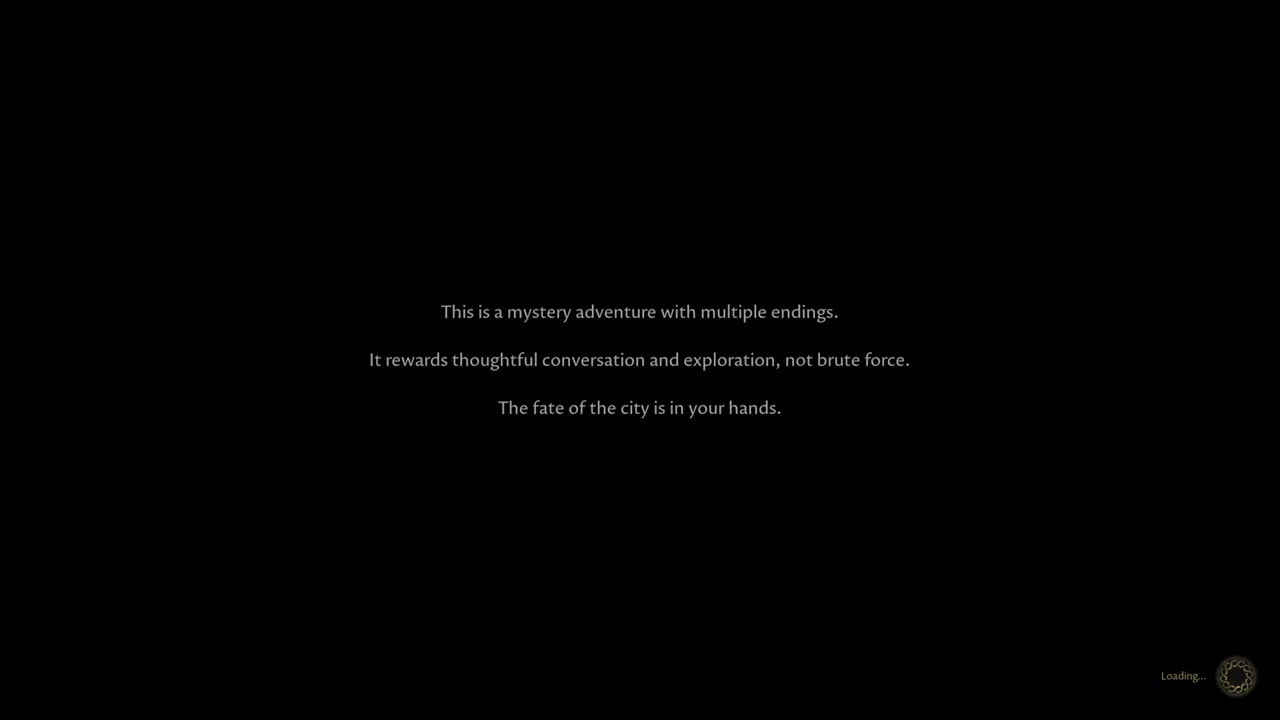 This is a mystery adventure with multiple endings.
It rewards thoughtful conversation and exploration, not brute force.
The fate of the city is in your hands.
Loading...